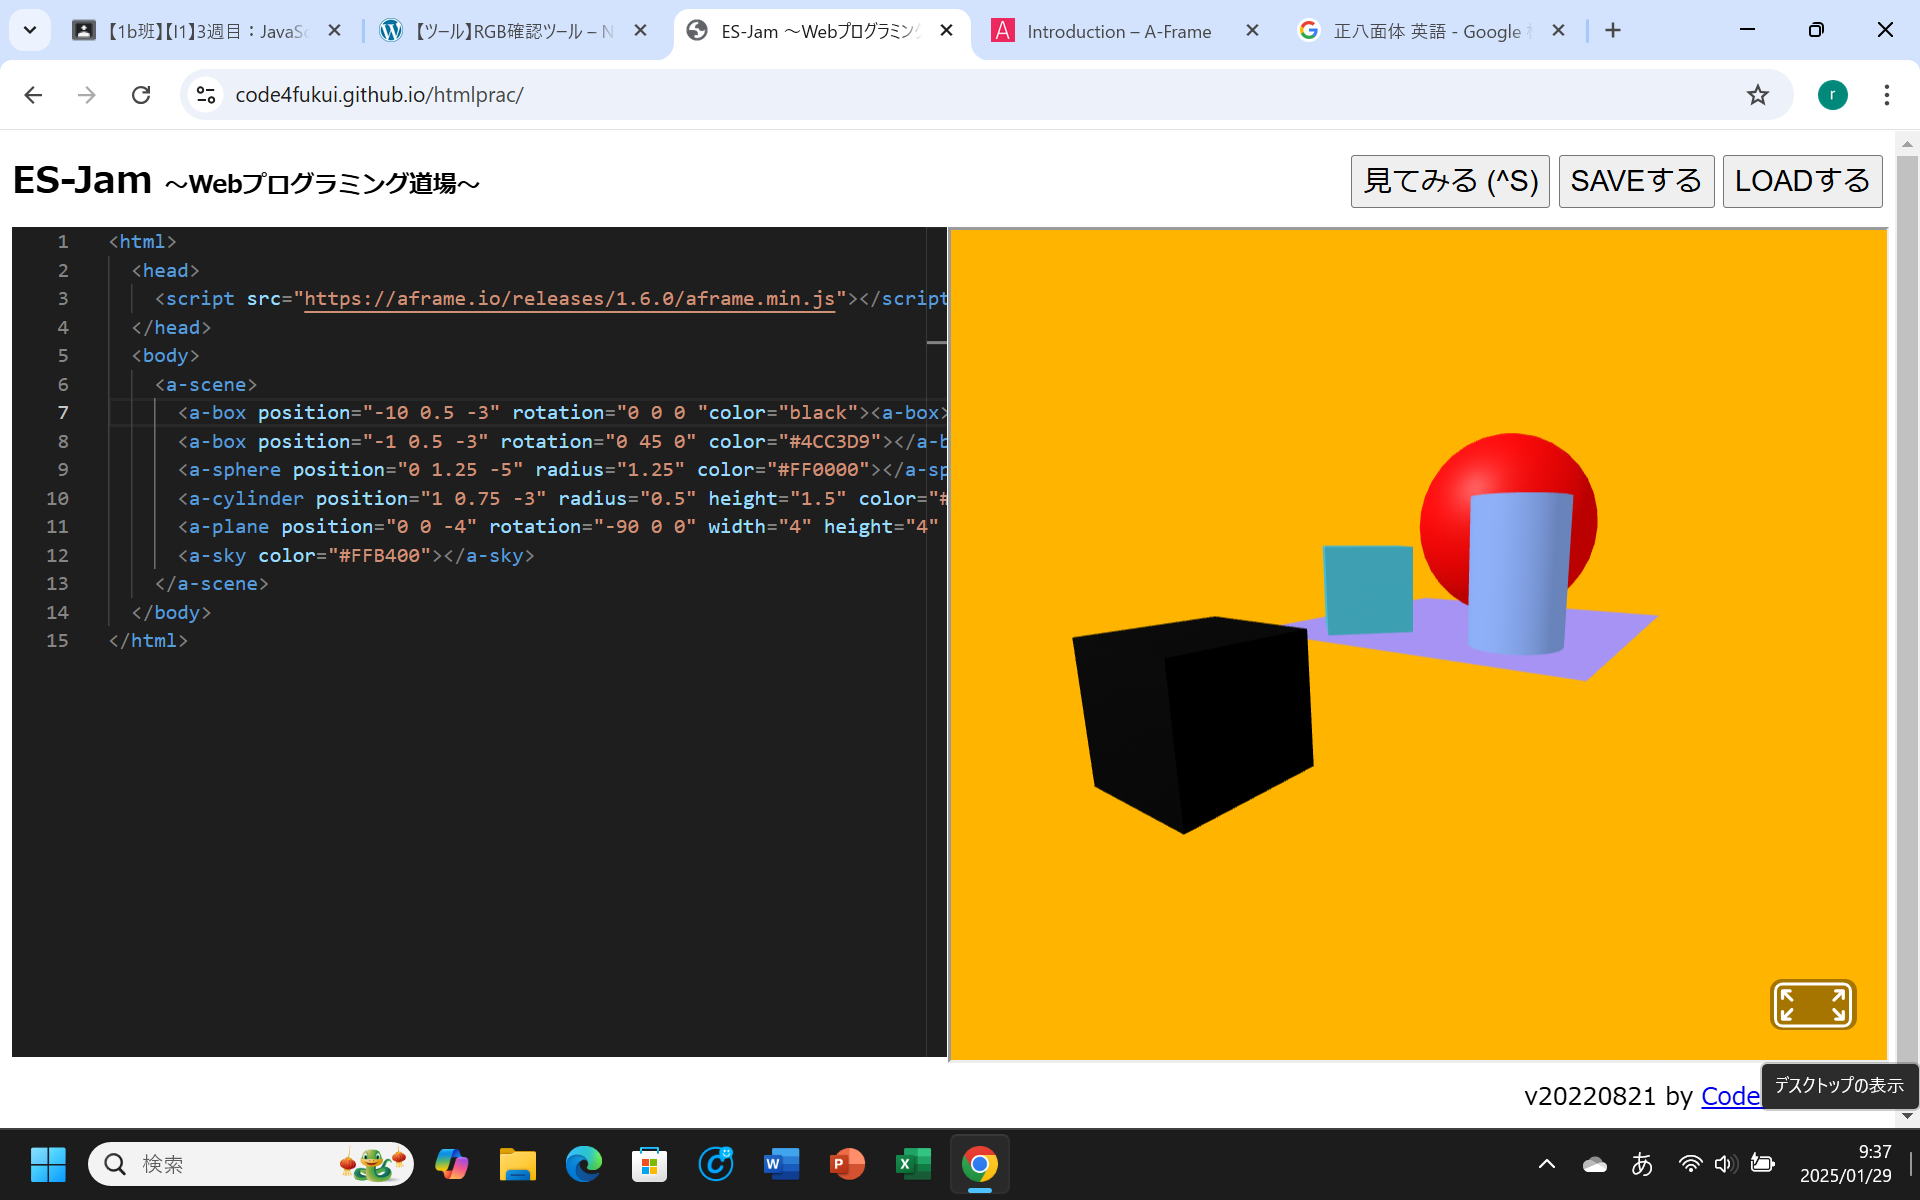 【1b班】【I1】3週目：JavaSc
【ツール】RGB確認ツール – N
ES-Jam ～Webプログラミング
Introduction – A-Frame
正八面体 英語 - Google
code4fukui.github.io/htmlprac/
r
ES-Jam ～Webプログラミング道場～
見てみる (^S)
SAVEする
LOADする
1 <html>
2 <head>
3 <script src="https://aframe.io/releases/1.6.0/aframe.min.js"></script
4 </head>
5 <body>
6 <a-scene>
7 <a-box position="-10 0.5 -3" rotation="0 0 0 "color="black"><a-box>
8 <a-box position="-1 0.5 -3" rotation="0 45 0" color="#4CC3D9"></a-b
9 <a-sphere position="0 1.25 -5" radius="1.25" color="#FF0000"></a-sp
10 <a-cylinder position="1 0.75 -3" radius="0.5" height="1.5" color="#
11 <a-plane position="0 0 -4" rotation="-90 0 0" width="4" height="4"
12 <a-sky color="#FFB400"></a-sky>
13 </a-scene>
14 </body>
15 </html>
v20220821 by Code
デスクトップの表示
検索
あ
9:37
2025/01/29